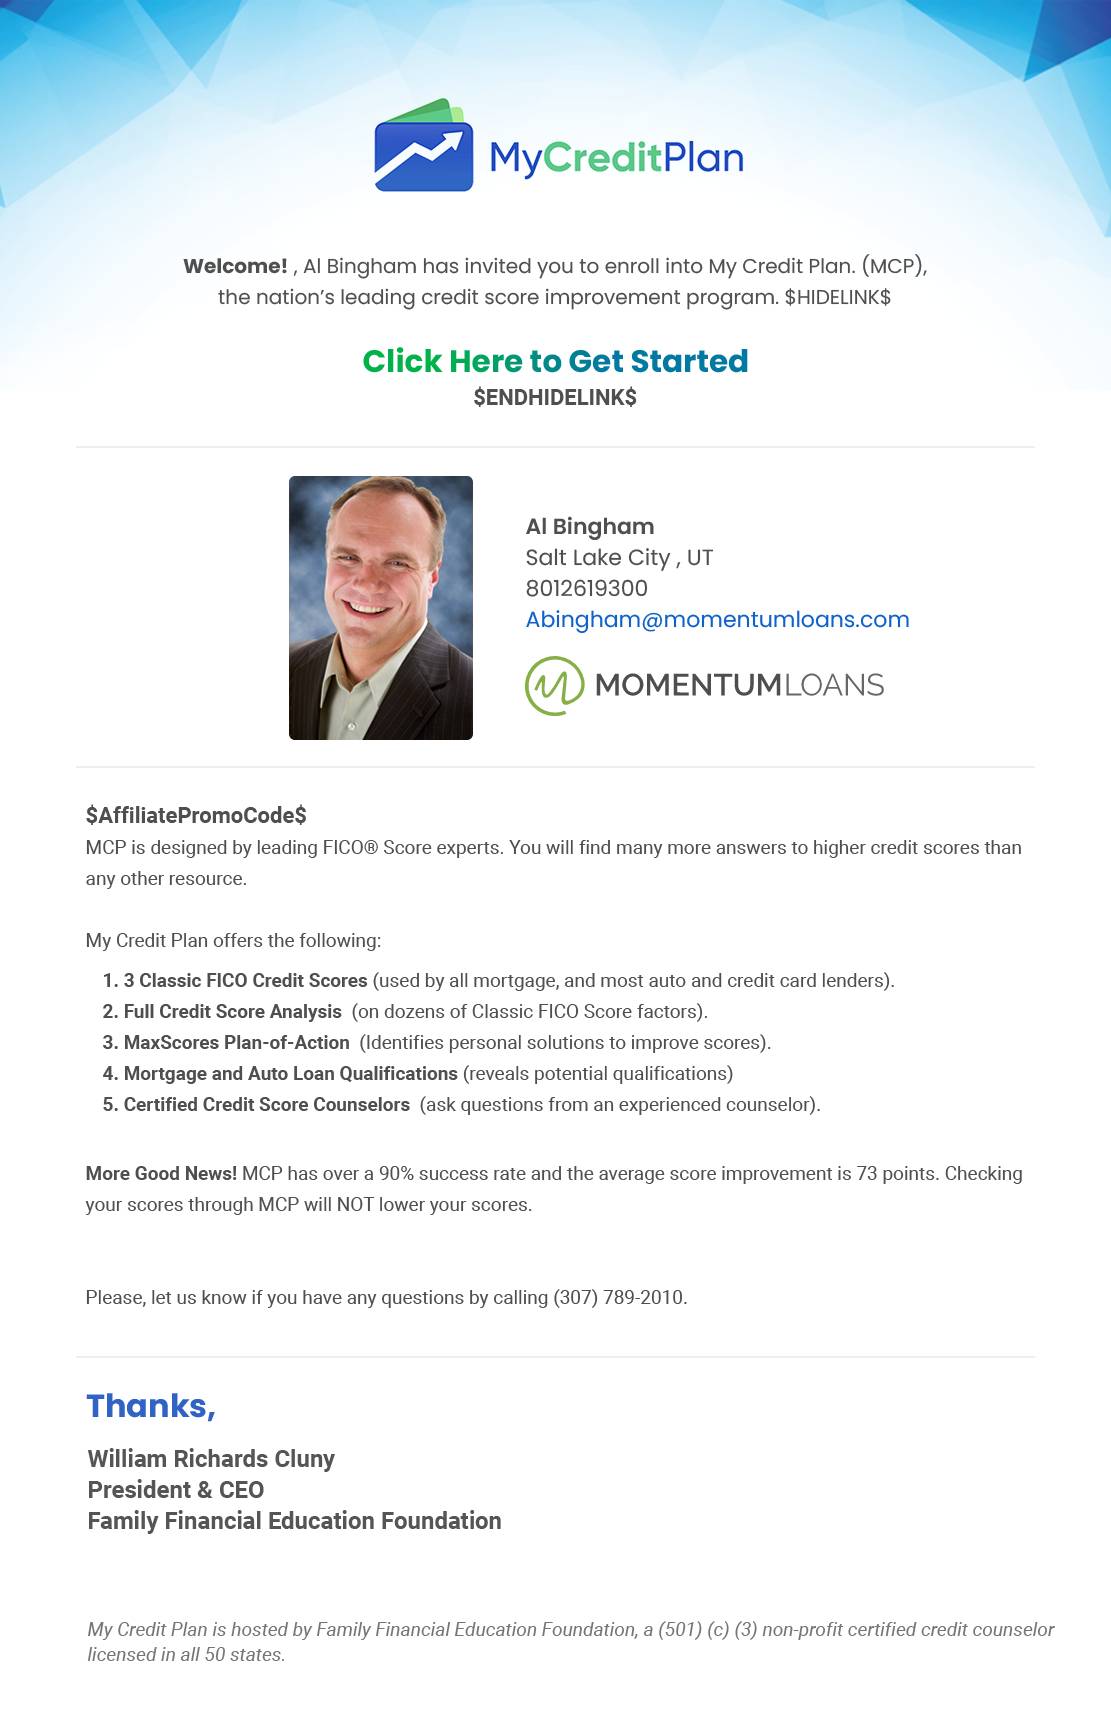 MyCreditPlan
Welcome! , Al Bingham has invited you to enroll into My Credit Plan. (MCP),
the nation's leading credit score improvement program. $HIDELINK$
Click Here to Get Started
$ENDHIDELINK$
Al Bingham
Salt Lake City , UT
8012619300
Abingham@momentumloans.com
MOMENTUMLOANS
$AffiliatePromoCode$
MCP is designed by leading FICO® Score experts. You will find many more answers to higher credit scores than
any other resource.
My Credit Plan offers the following:
1. 3 Classic FICO Credit Scores (used by all mortgage, and most auto and credit card lenders).
2. Full Credit Score Analysis (on dozens of Classic FICO Score factors).
3. MaxScores Plan-of-Action (Identifies personal solutions to improve scores).
4. Mortgage and Auto Loan Qualifications (reveals potential qualifications)
5. Certified Credit Score Counselors (ask questions from an experienced counselor).
More Good News! MCP has over a 90% success rate and the average score improvement is 73 points. Checking
your scores through MCP will NOT lower your scores.
Please, let us know if you have any questions by calling (307) 789-2010.
Thanks,
William Richards Cluny
President & CEO
Family Financial Education Foundation
My Credit Plan is hosted by Family Financial Education Foundation, a (501) (c) (3) non-profit certified credit counselor
licensed in all 50 states.